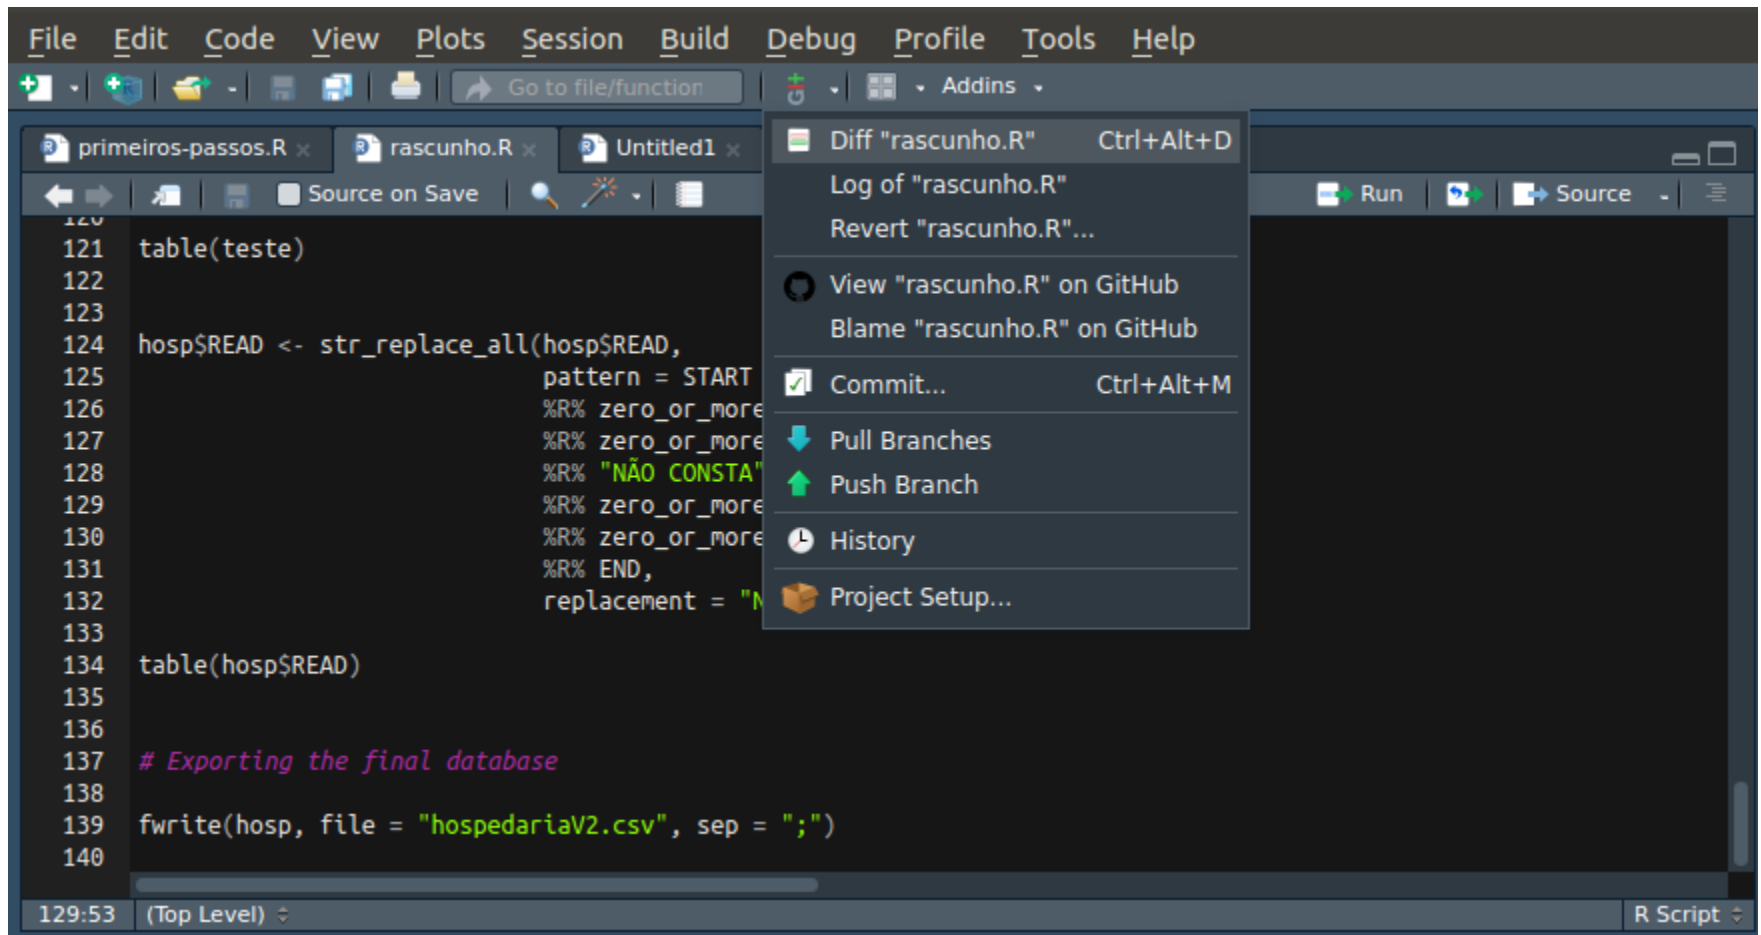 File Edit Code View Plots Session Build Debug Profile Tools Help
Go to file/function Git Addins
primeiros-passos.R × rascunho.R × Untitled1 ×
Source on Save Run Source
120
121 table(teste)
122
123
124 hosp$READ <- str_replace_all(hosp$READ,
125 pattern = START
126 %R% zero_or_more
127 %R% zero_or_more
128 %R% "NÃO CONSTA"
129 %R% zero_or_more
130 %R% zero_or_more
131 %R% END,
132 replacement = "N
133
134 table(hosp$READ)
135
136
137 # Exporting the final database
138
139 fwrite(hosp, file = "hospedariaV2.csv", sep = ";")
140
Diff "rascunho.R" Ctrl+Alt+D
Log of "rascunho.R"
Revert "rascunho.R"...
View "rascunho.R" on GitHub
Blame "rascunho.R" on GitHub
Commit... Ctrl+Alt+M
Pull Branches
Push Branch
History
Project Setup...
129:53 (Top Level) R Script